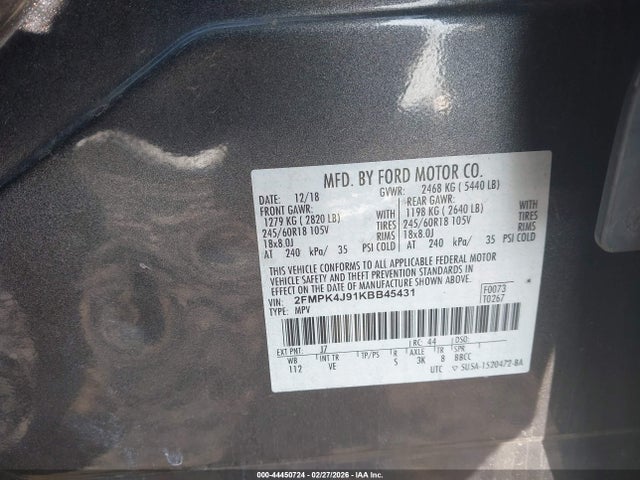 MFD. BY FORD MOTOR CO.
DATE: 12/18 GVWR: 2468 KG ( 5440 LB)
FRONT GAWR: REAR GAWR:
1279 KG ( 2820 LB) WITH 1198 KG ( 2640 LB) WITH
245/60R18 105V TIRES 245/60R18 105V TIRES
18x8.0J RIMS 18x8.0J RIMS
AT 240 kPa/ 35 PSI COLD AT 240 kPa/ 35 PSI COLD
THIS VEHICLE CONFORMS TO ALL APPLICABLE FEDERAL MOTOR
VEHICLE SAFETY AND THEFT PREVENTION STANDARDS IN
EFFECT ON THE DATE OF MANUFACTURE SHOWN ABOVE.
VIN: 2FMPK4J91KBB45431 F0073
TYPE: MPV T0267
EXT PNT: J7 RC: 44 DSO:
WB INT TR TP/PS R AXLE TR SPR
112 VE S 3K 8 BBCC
UTC 5U5A-1520472-BA
000-44450724 - 02/27/2026 - IAA Inc.